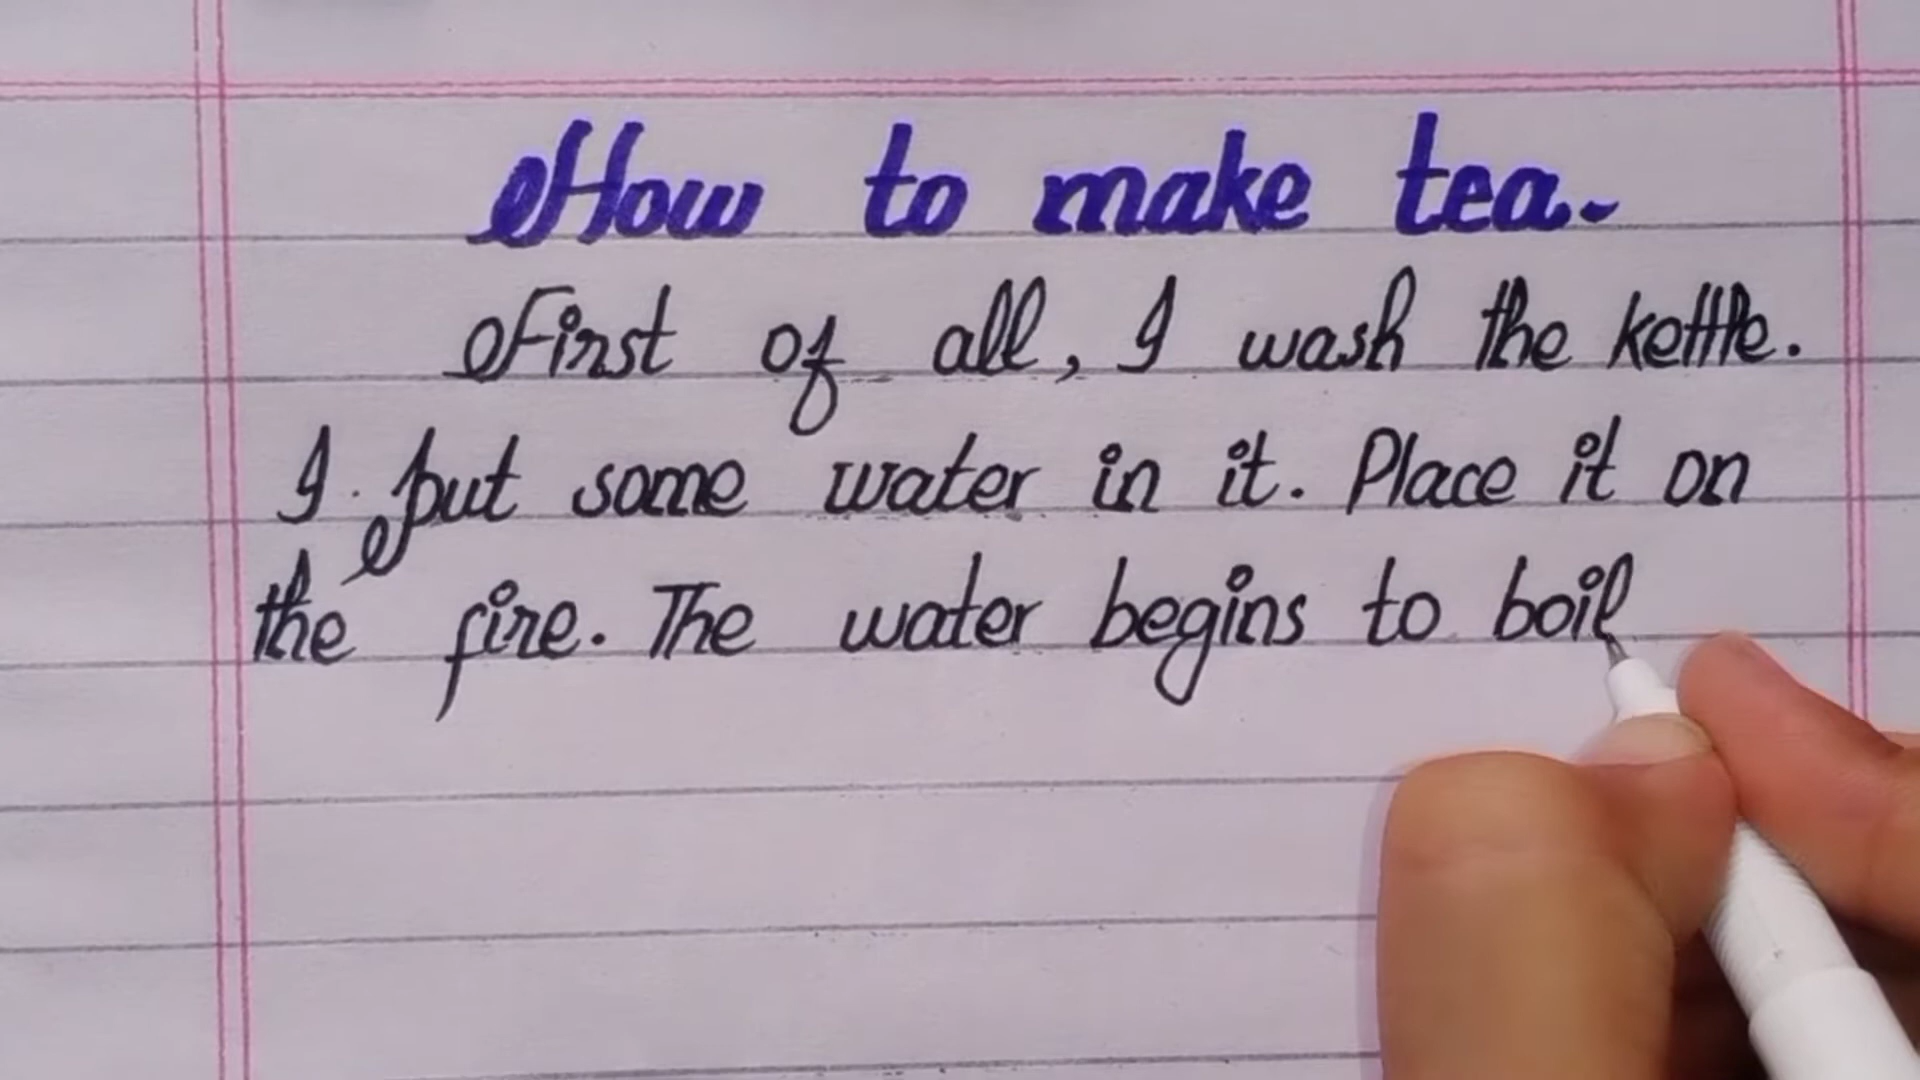 How to make tea.
First of all, I wash the kettle.
I put some water in it. Place it on
the fire. The water begins to boil